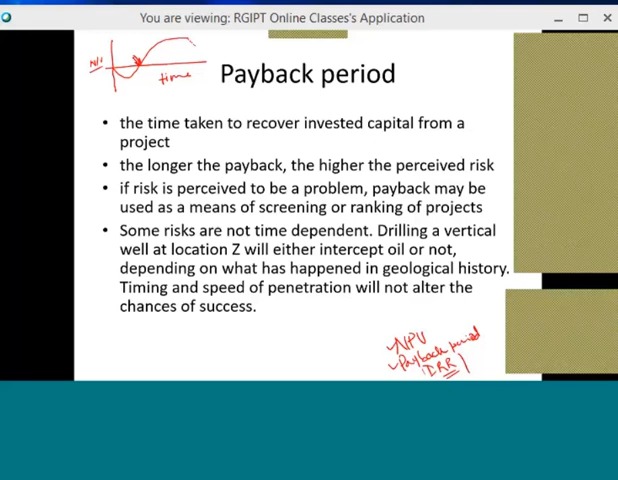 You are viewing: RGIPT Online Classes's Application
Payback period
time
• the time taken to recover invested capital from a
project
• the longer the payback, the higher the perceived risk
• if risk is perceived to be a problem, payback may be
used as a means of screening or ranking of projects
• Some risks are not time dependent. Drilling a vertical
well at location Z will either intercept oil or not,
depending on what has happened in geological history.
Timing and speed of penetration will not alter the
chances of success.
NPV
Payback period
IRR